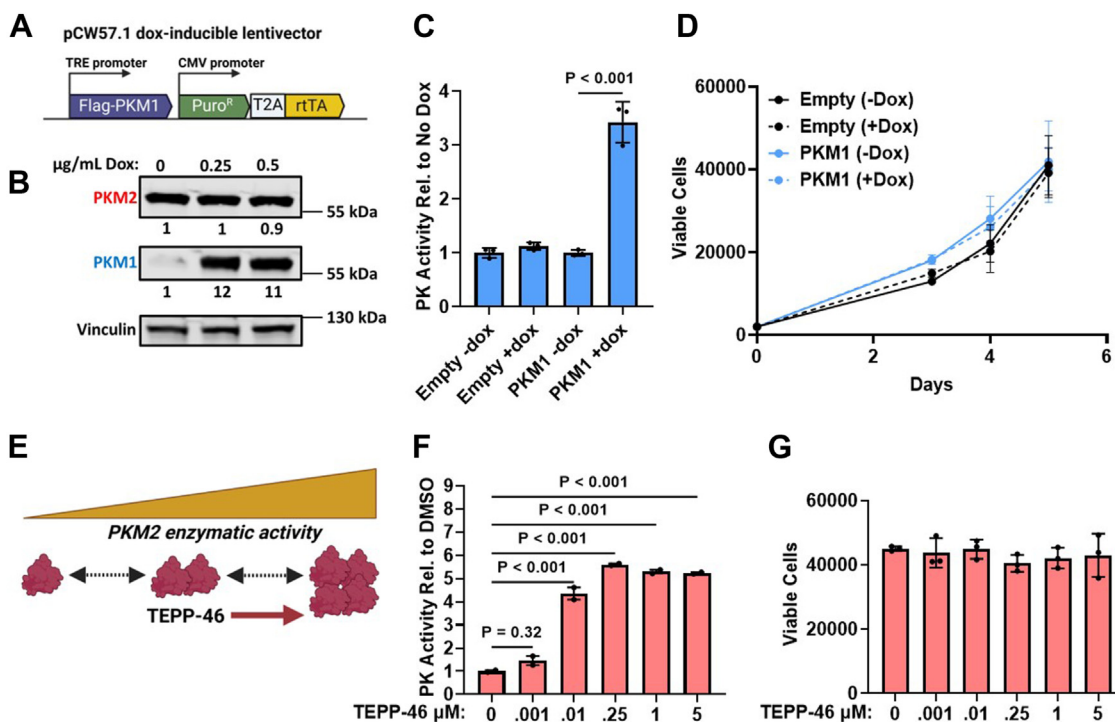 A
pCW57.1 dox-inducible lentivector
TRE promoter CMV promoter
Flag-PKM1 Puroᴿ T2A rtTA
B
µg/mL Dox: 0 0.25 0.5
PKM2
55 kDa
1 1 0.9
PKM1
55 kDa
1 12 11
130 kDa
Vinculin
C
P < 0.001
PK Activity Rel. to No Dox
5
4
3
2
1
0
Empty -dox
Empty +dox
PKM1 -dox
PKM1 +dox
D
Viable Cells
60000
40000
20000
0
Empty (-Dox)
Empty (+Dox)
PKM1 (-Dox)
PKM1 (+Dox)
0 2 4 6
Days
E
PKM2 enzymatic activity
TEPP-46
F
PK Activity Rel. to DMSO
9
8
7
6
5
4
3
2
1
0
P < 0.001
P < 0.001
P < 0.001
P < 0.001
P = 0.32
TEPP-46 µM: 0 .001 .01 .25 1 5
G
Viable Cells
60000
40000
20000
0
TEPP-46 µM: 0 .001 .01 .25 1 5